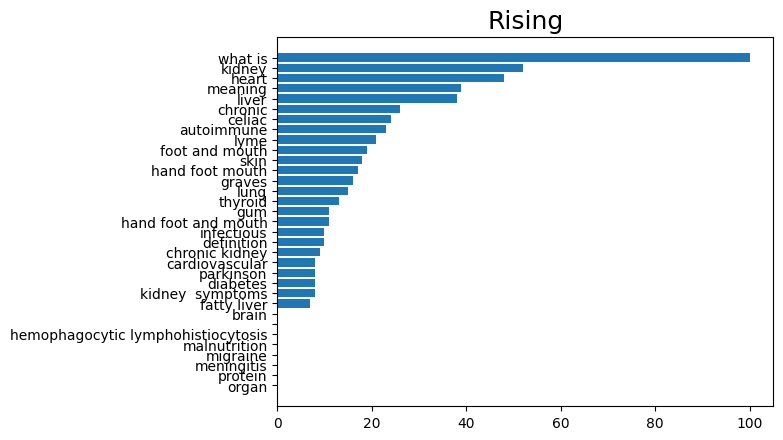 Rising
what is
kidney
heart
meaning
liver
chronic
celiac
autoimmune
lyme
foot and mouth
skin
hand foot mouth
graves
lung
thyroid
gum
hand foot and mouth
infectious
definition
chronic kidney
cardiovascular
parkinson
diabetes
kidney  symptoms
fatty liver
brain
hemophagocytic lymphohistiocytosis
malnutrition
migraine
meningitis
protein
organ
0 20 40 60 80 100